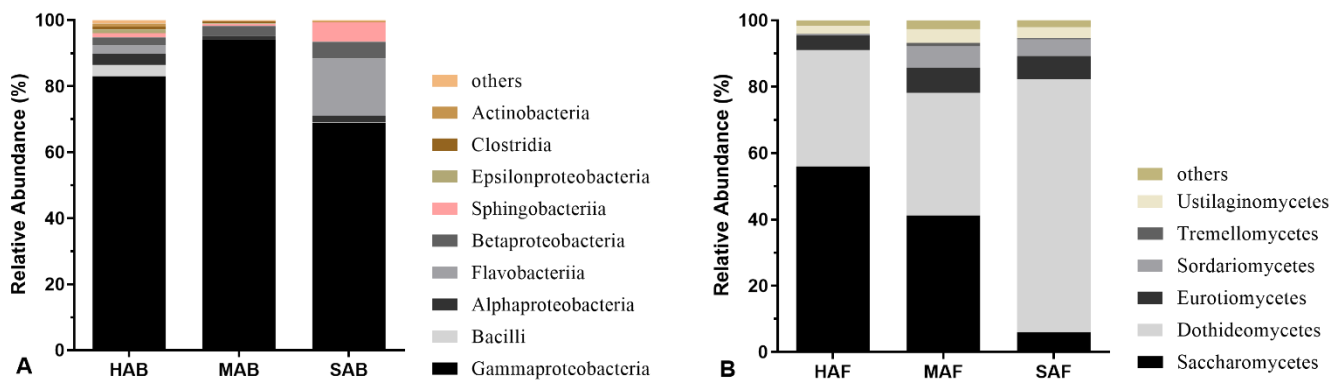 Relative Abundance (%)
100
80
60
40
20
0
HAB MAB SAB
A
others
Actinobacteria
Clostridia
Epsilonproteobacteria
Sphingobacteriia
Betaproteobacteria
Flavobacteriia
Alphaproteobacteria
Bacilli
Gammaproteobacteria
Relative Abundance (%)
100
80
60
40
20
0
HAF MAF SAF
B
others
Ustilaginomycetes
Tremellomycetes
Sordariomycetes
Eurotiomycetes
Dothideomycetes
Saccharomycetes